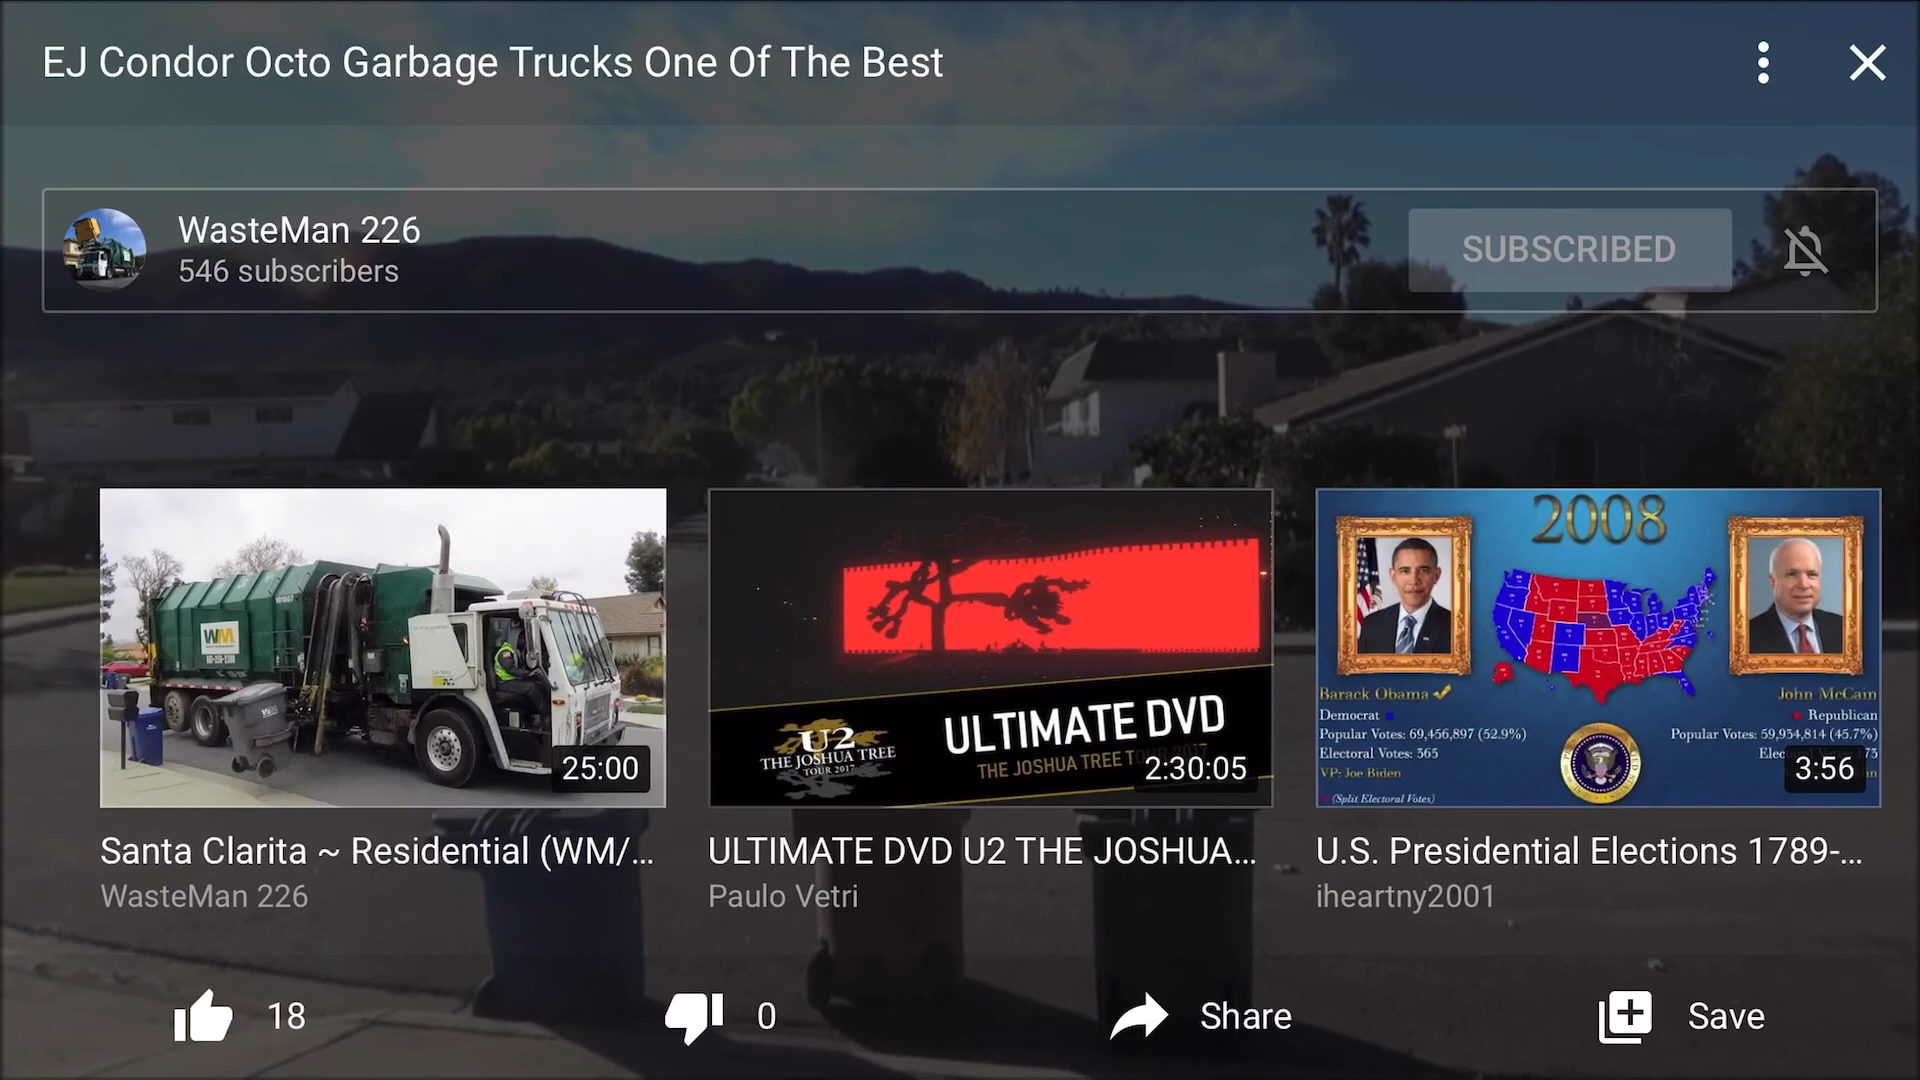 EJ Condor Octo Garbage Trucks One Of The Best
WasteMan 226
546 subscribers
SUBSCRIBED
WM
25:00
U2
THE JOSHUA TREE
TOUR 2017
ULTIMATE DVD
THE JOSHUA TREE TOUR 2017
2:30:05
2008
Barack Obama
Democrat
Popular Votes: 69,456,897 (52.9%)
Electoral Votes: 365
VP: Joe Biden
(Split Electoral Votes)
John McCain
Republican
Popular Votes: 59,934,814 (45.7%)
3:56
Santa Clarita ~ Residential (WM/...
WasteMan 226
ULTIMATE DVD U2 THE JOSHUA...
Paulo Vetri
U.S. Presidential Elections 1789-...
iheartny2001
18
0
Share
Save